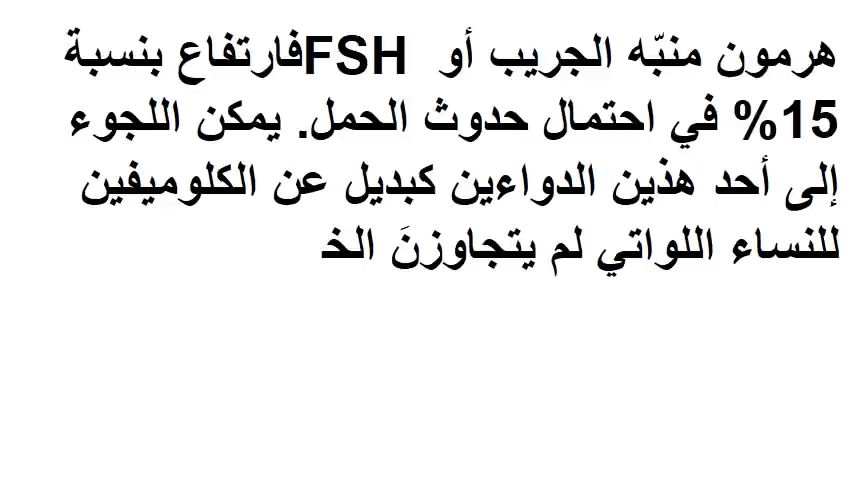 هرمون منبّه الجريب أو FSH فارتفاع بنسبة
15% في احتمال حدوث الحمل. يمكن اللجوء
إلى أحد هذين الدواءين كبديل عن الكلوميفين
للنساء اللواتي لم يتجاوزنَ الخ